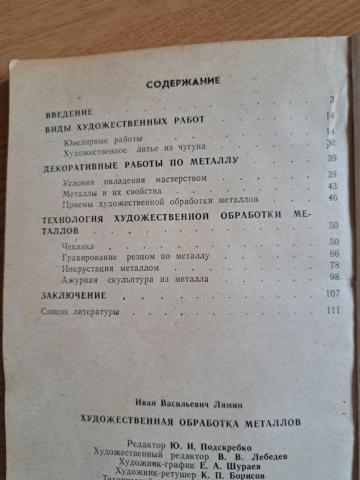 СОДЕРЖАНИЕ
ВВЕДЕНИЕ . . . . . . . . . 3
ВИДЫ ХУДОЖЕСТВЕННЫХ РАБОТ . . . 14
Ювелирные работы . . . . . . . 14
Художественное литье из чугуна . . . . 32
ДЕКОРАТИВНЫЕ РАБОТЫ ПО МЕТАЛЛУ . . 39
Условия овладения мастерством . . . . 39
Металлы и их свойства . . . . . . 43
Приемы художественной обработки металлов . 46
ТЕХНОЛОГИЯ ХУДОЖЕСТВЕННОЙ ОБРАБОТКИ МЕ-
ТАЛЛОВ . . . . . . . . . 50
Чеканка . . . . . . . . . 50
Гравирование резцом по металлу . . . . 66
Инкрустация металлом . . . . . . 78
Ажурная скульптура из металла . . . . 98
ЗАКЛЮЧЕНИЕ . . . . . . . . 107
Список литературы . . . . . . . 111
Иван Васильевич Лямин
ХУДОЖЕСТВЕННАЯ ОБРАБОТКА МЕТАЛЛОВ
Редактор Ю. И. Подскребко
Художественный редактор В. В. Лебедев
Художник-график Е. А. Шураев
Художник-ретушер К. П. Борисов